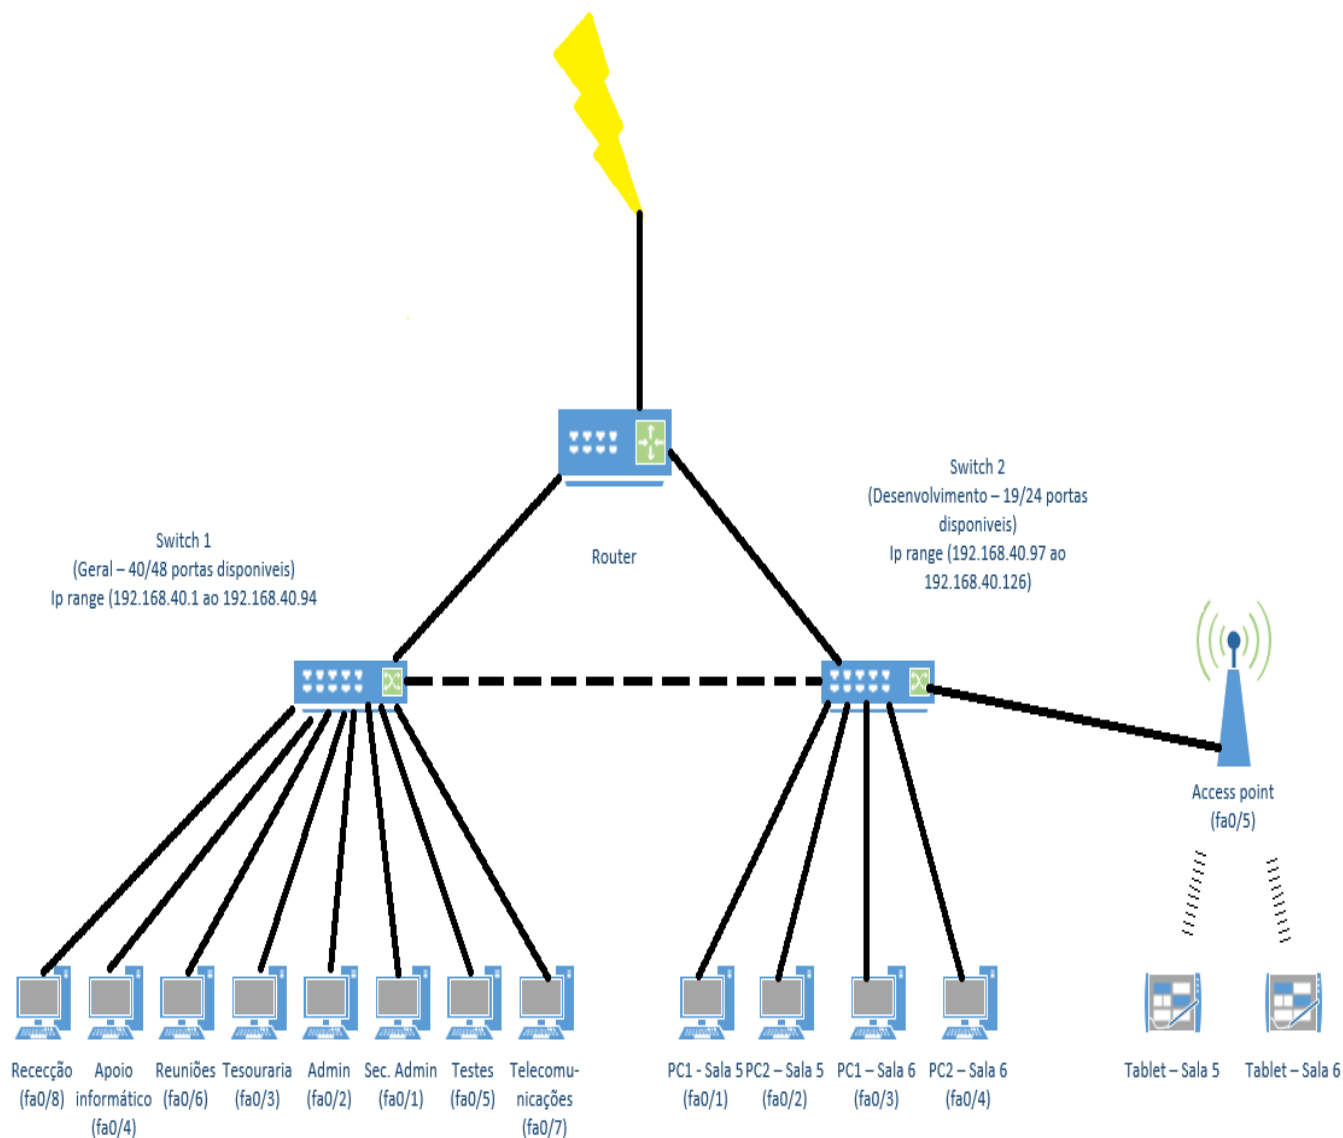 Switch 2
(Desenvolvimento – 19/24 portas
disponiveis)
Ip range (192.168.40.97 ao
192.168.40.126)
Switch 1
(Geral – 40/48 portas disponiveis)
Ip range (192.168.40.1 ao 192.168.40.94
Router
Access point
(fa0/5)
Rececção
(fa0/8)
Apoio
informático
(fa0/4)
Reuniões
(fa0/6)
Tesouraria
(fa0/3)
Admin
(fa0/2)
Sec. Admin
(fa0/1)
Testes
(fa0/5)
Telecomu-
nicações
(fa0/7)
PC1 - Sala 5
(fa0/1)
PC2 – Sala 5
(fa0/2)
PC1 – Sala 6
(fa0/3)
PC2 – Sala 6
(fa0/4)
Tablet – Sala 5
Tablet – Sala 6